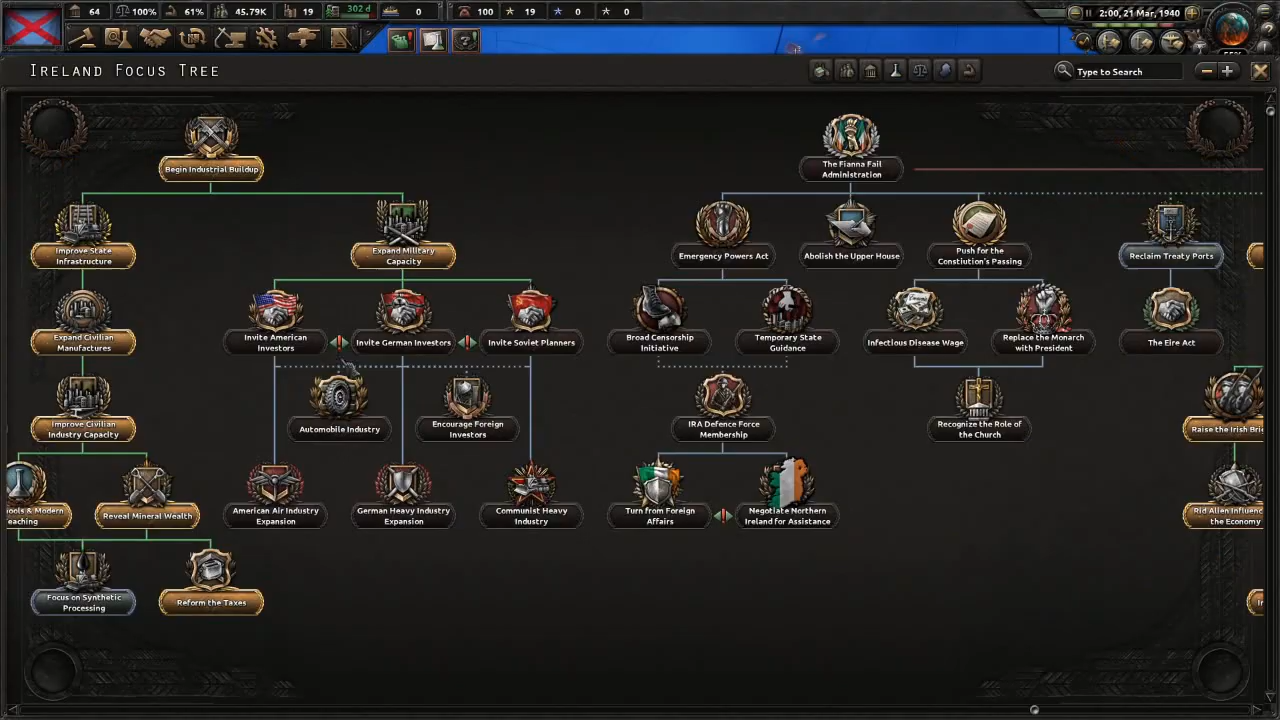 64
100%
61%
45.79K
19
302 d
0
100
19
0
0
2:00, 21 Mar, 1940
Ireland Focus Tree
Type to Search
Begin Industrial Buildup
The Fianna Fail
Administration
Improve State
Infrastructure
Expand Military
Capacity
Emergency Powers Act
Abolish the Upper House
Push for the
Constiution's Passing
Reclaim Treaty Ports
Expand Civilian
Manufactures
Invite American
Investors
Invite German Investors
Invite Soviet Planners
Broad Censorship
Initiative
Temporary State
Guidance
Infectious Disease Wage
Replace the Monarch
with President
The Eire Act
Improve Civilian
Industry Capacity
Automobile Industry
Encourage Foreign
Investors
IRA Defence Force
Membership
Recognize the Role of
the Church
Raise the Irish Brig
ools & Modern
eaching
Reveal Mineral Wealth
American Air Industry
Expansion
German Heavy Industry
Expansion
Communist Heavy
Industry
Turn from Foreign
Affairs
Negotiate Northern
Ireland for Assistance
Rid Allen Influenc
the Economy
Focus on Synthetic
Processing
Reform the Taxes